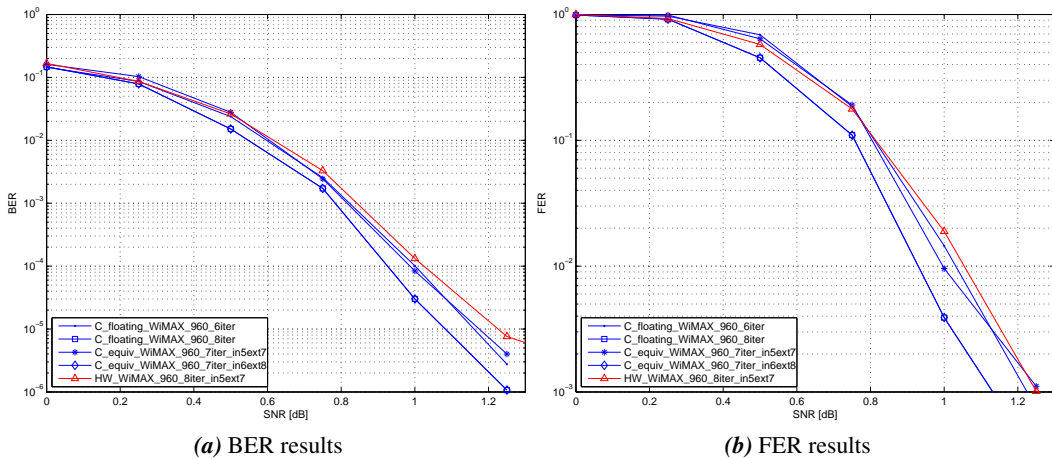 10^0
10^-1
10^-2
10^-3
10^-4
10^-5
10^-6
BER
0 0.2 0.4 0.6 0.8 1 1.2
SNR [dB]
C_floating_WiMAX_960_6iter
C_floating_WiMAX_960_8iter
C_equiv_WiMAX_960_7iter_in5ext7
C_equiv_WiMAX_960_7iter_in6ext8
HW_WiMAX_960_8iter_in5ext7
(a) BER results
10^0
10^-1
10^-2
10^-3
FER
0 0.2 0.4 0.6 0.8 1 1.2
SNR [dB]
C_floating_WiMAX_960_6iter
C_floating_WiMAX_960_8iter
C_equiv_WiMAX_960_7iter_in5ext7
C_equiv_WiMAX_960_7iter_in6ext8
HW_WiMAX_960_8iter_in5ext7
(b) FER results